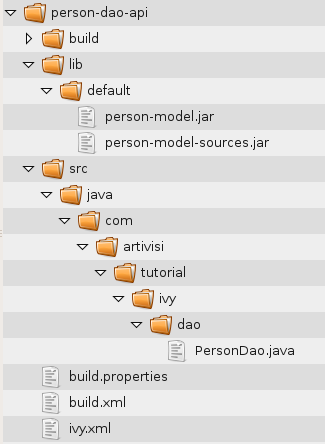 person-dao-api
build
lib
default
person-model.jar
person-model-sources.jar
src
java
com
artivisi
tutorial
ivy
dao
PersonDao.java
build.properties
build.xml
ivy.xml